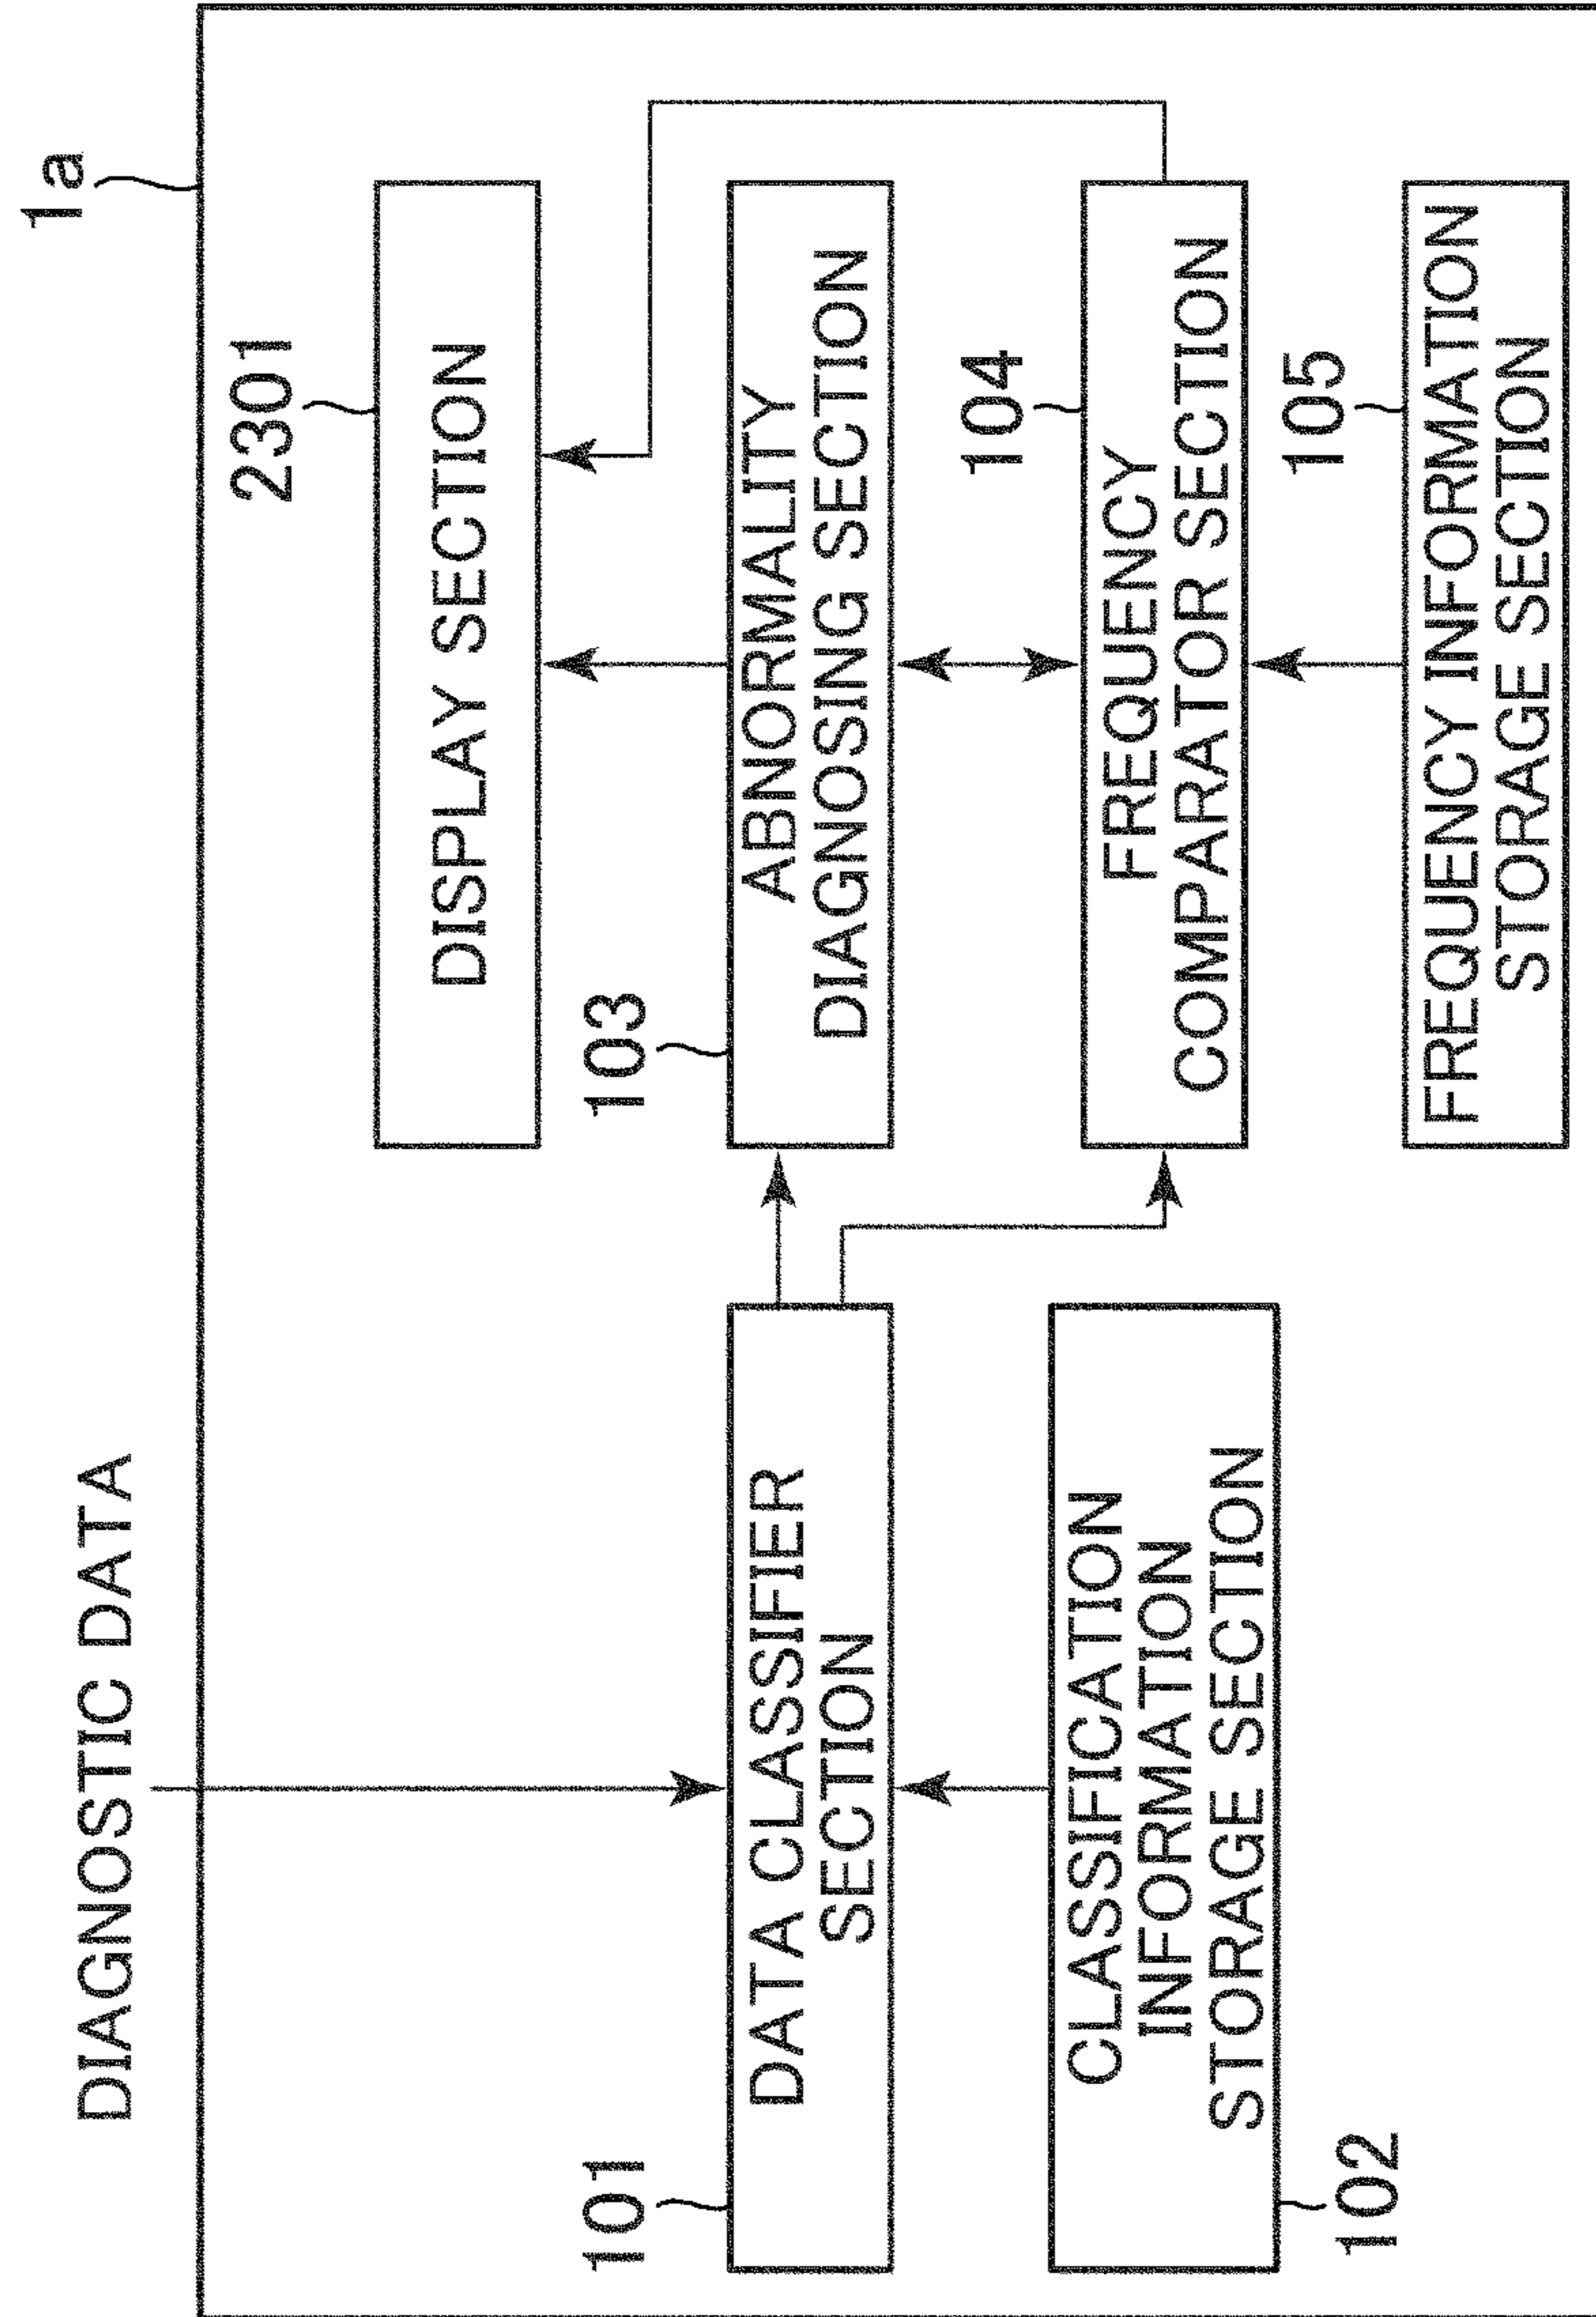 DIAGNOSTIC DATA
1a
2301
DISPLAY SECTION
101
DATA CLASSIFIER
SECTION
103
ABNORMALITY
DIAGNOSING SECTION
CLASSIFICATION
INFORMATION
STORAGE SECTION
102
104
FREQUENCY
COMPARATOR SECTION
105
FREQUENCY INFORMATION
STORAGE SECTION